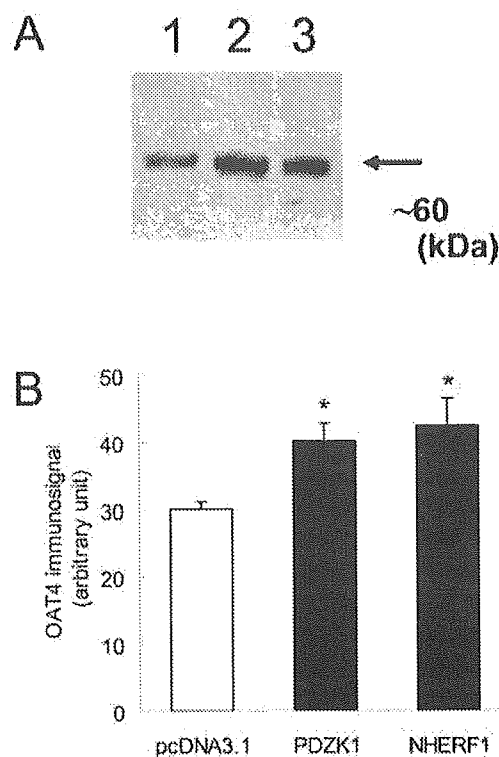 A
1 2 3
~60
(kDa)
B
OAT4 immunosignal
(arbitrary unit)
50
40
30
20
10
0
*
*
pcDNA3.1 PDZK1 NHERF1